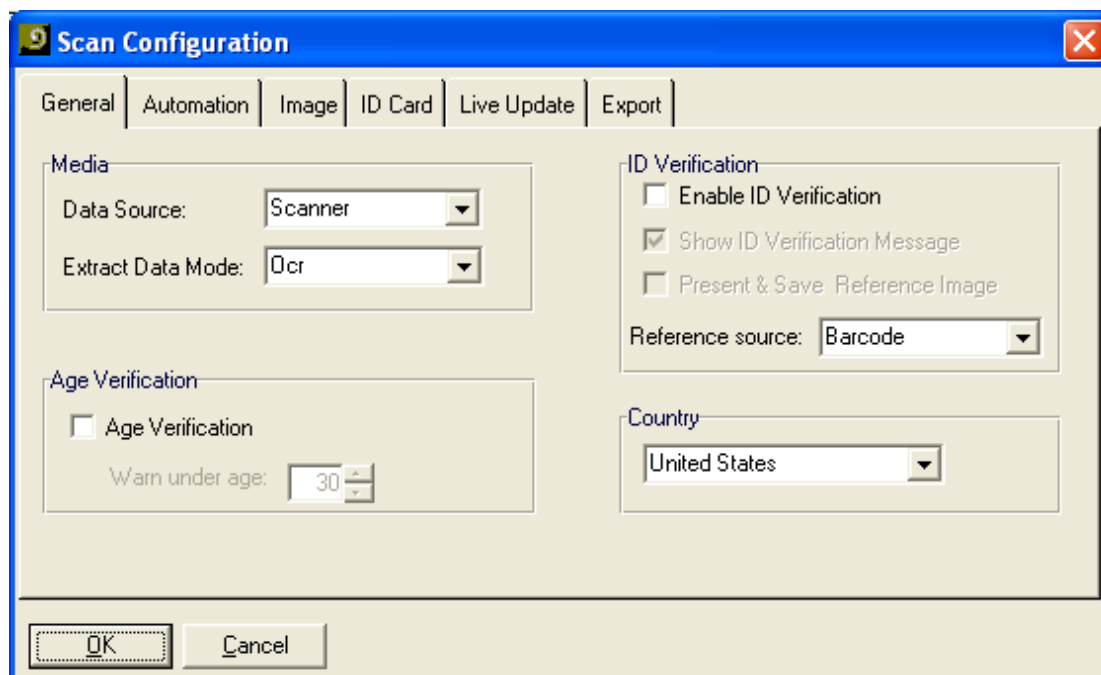 Scan Configuration
General Automation Image ID Card Live Update Export
Media
Data Source: Scanner
Extract Data Mode: Ocr
Age Verification
Age Verification
Warn under age: 30
ID Verification
Enable ID Verification
Show ID Verification Message
Present & Save Reference Image
Reference source: Barcode
Country
United States
OK Cancel